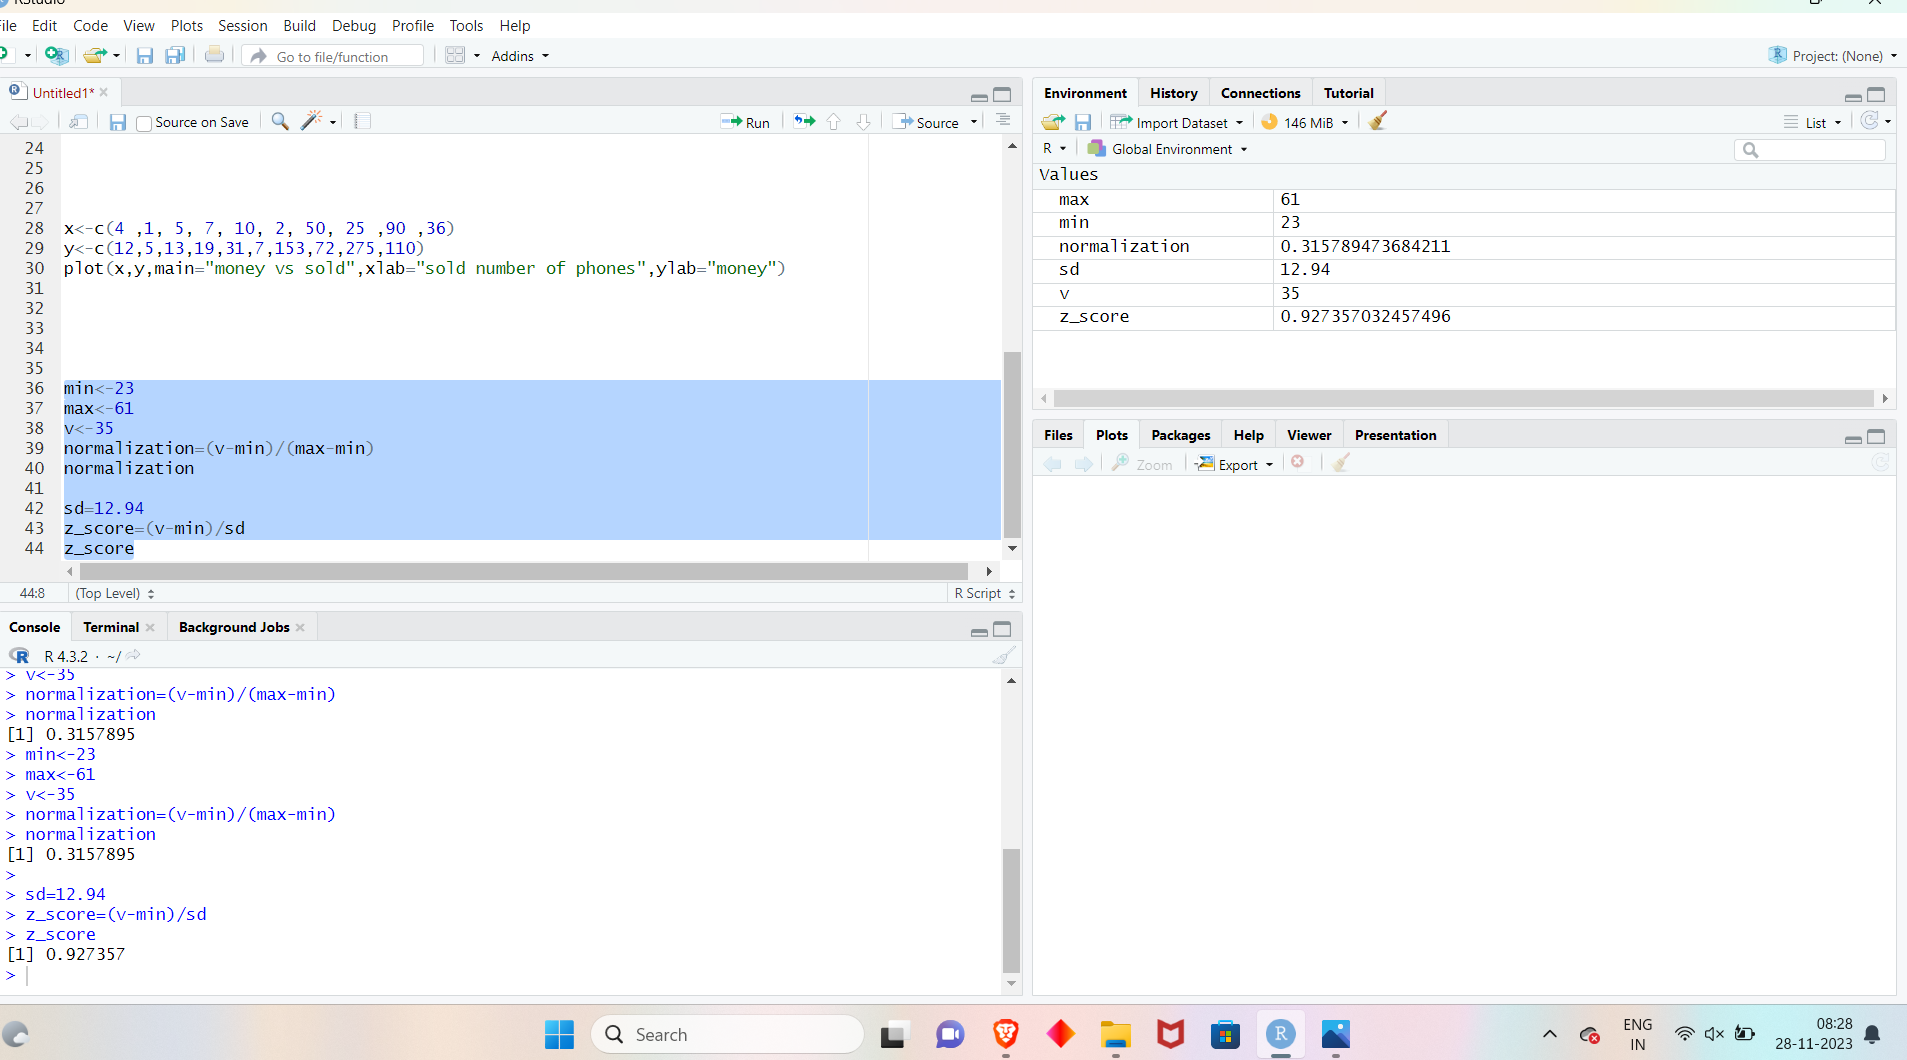 RStudio
File Edit Code View Plots Session Build Debug Profile Tools Help
Go to file/function Addins Project: (None)
Untitled1*
Source on Save Run Source
24
25
26
27
28 x<-c(4 ,1, 5, 7, 10, 2, 50, 25 ,90 ,36)
29 y<-c(12,5,13,19,31,7,153,72,275,110)
30 plot(x,y,main="money vs sold",xlab="sold number of phones",ylab="money")
31
32
33
34
35
36 min<-23
37 max<-61
38 v<-35
39 normalization=(v-min)/(max-min)
40 normalization
41
42 sd=12.94
43 z_score=(v-min)/sd
44 z_score
44:8 (Top Level) R Script
Console Terminal Background Jobs
R 4.3.2 · ~/
> v<-35
> normalization=(v-min)/(max-min)
> normalization
[1] 0.3157895
> min<-23
> max<-61
> v<-35
> normalization=(v-min)/(max-min)
> normalization
[1] 0.3157895
>
> sd=12.94
> z_score=(v-min)/sd
> z_score
[1] 0.927357
>
Environment History Connections Tutorial
Import Dataset 146 MiB List
R Global Environment
Values
max 61
min 23
normalization 0.315789473684211
sd 12.94
v 35
z_score 0.927357032457496
Files Plots Packages Help Viewer Presentation
Zoom Export
Search
ENG
IN
08:28
28-11-2023